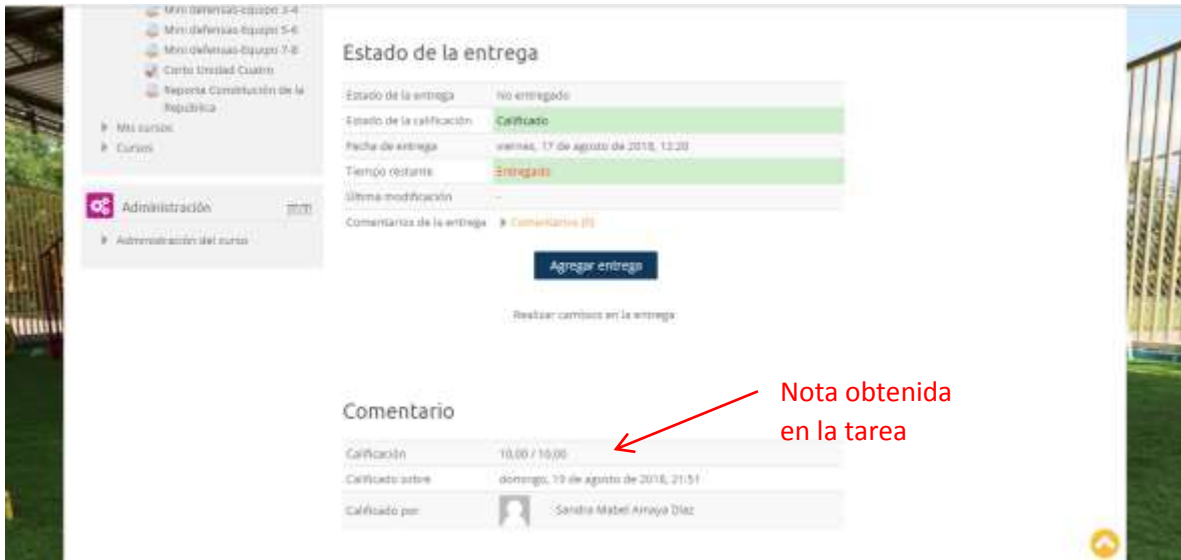 Mini defensas-Equipo 3-4
Mini defensas-Equipo 5-6
Mini defensas-Equipo 7-8
Corto Unidad Cuatro
Reporte Constitución de la
República
Mis cursos
Cursos
Administración
Administración del curso
Estado de la entrega
Estado de la entrega No entregado
Estado de la calificación Calificado
Fecha de entrega viernes, 17 de agosto de 2018, 13:20
Tiempo restante Entregado
Última modificación -
Comentarios de la entrega Comentarios (0)
Agregar entrega
Realizar cambios en la entrega
Comentario
Calificación 10,00 / 10,00
Calificado sobre domingo, 19 de agosto de 2018, 21:51
Calificado por Sandra Mabel Amaya Díaz
Nota obtenida
en la tarea